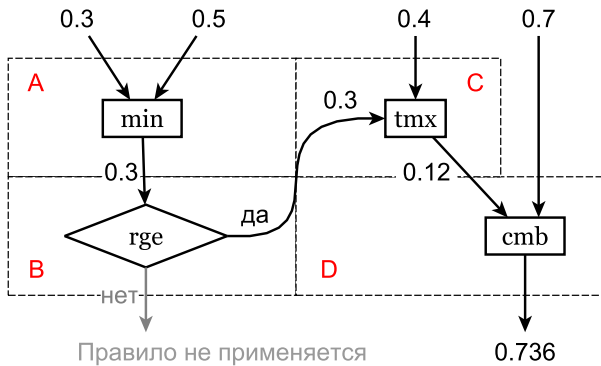 0.3 0.5 0.4 0.7
A C
0.3
min tmx
0.3 0.12
да
rge cmb
B D
нет
Правило не применяется 0.736